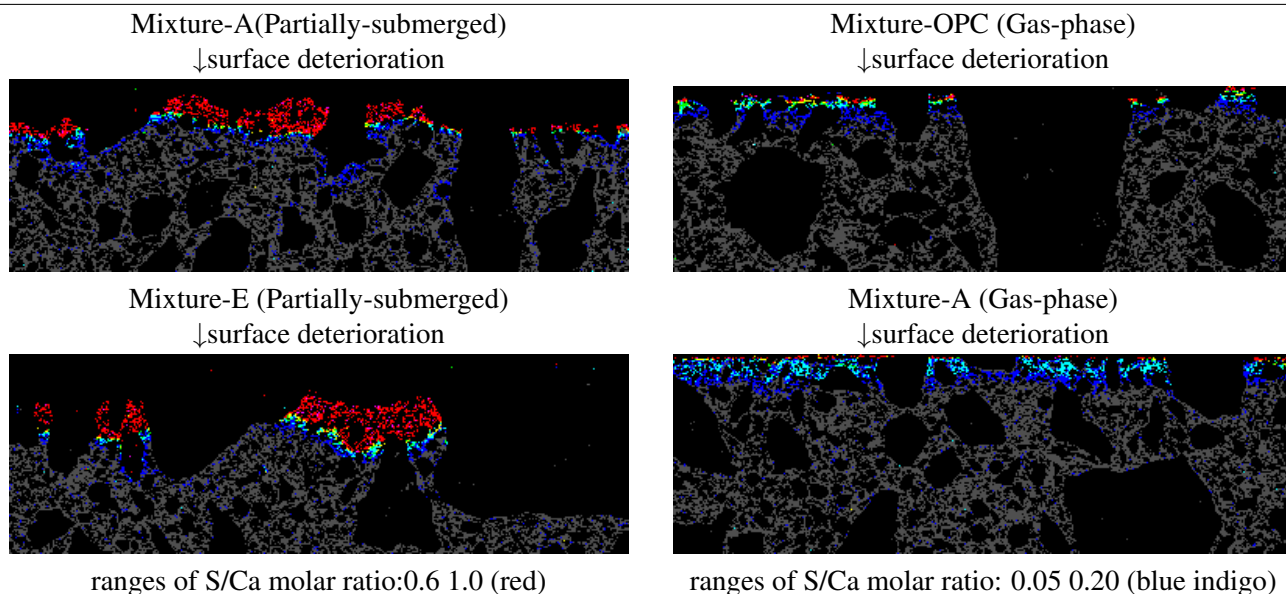 Mixture-A(Partially-submerged)
↓surface deterioration
Mixture-OPC (Gas-phase)
↓surface deterioration
Mixture-E (Partially-submerged)
↓surface deterioration
Mixture-A (Gas-phase)
↓surface deterioration
ranges of S/Ca molar ratio:0.6 1.0 (red)
ranges of S/Ca molar ratio: 0.05 0.20 (blue indigo)